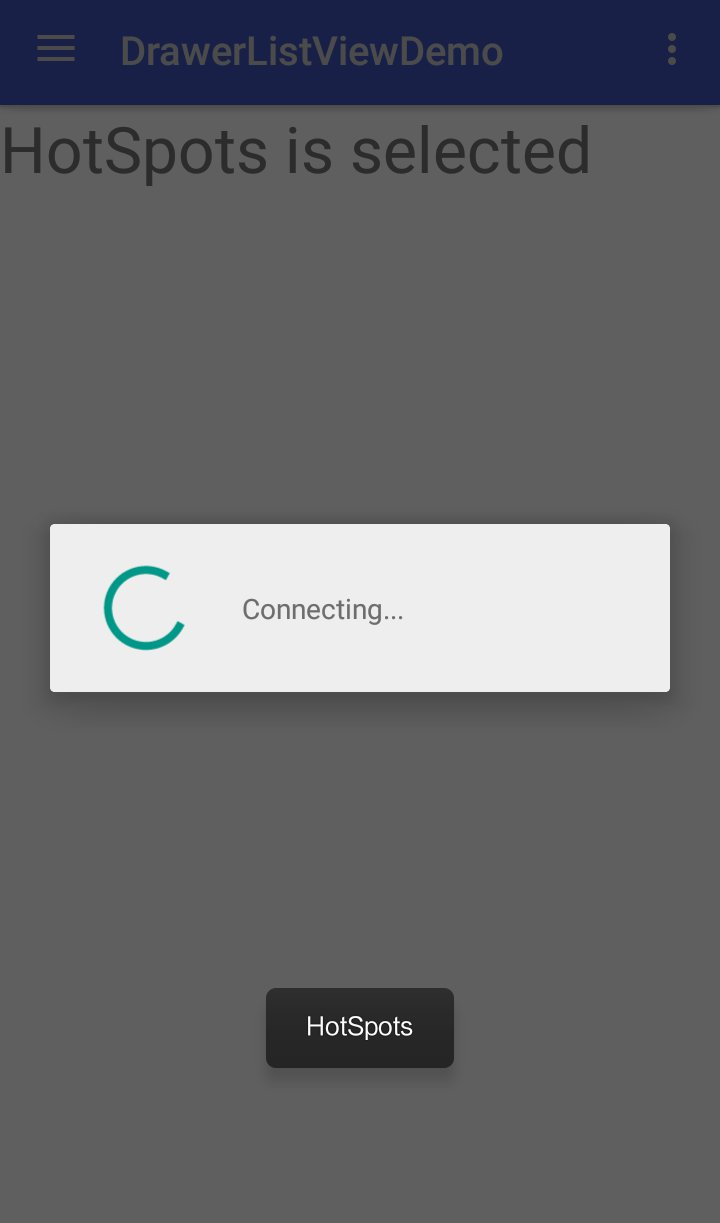 DrawerListViewDemo
HotSpots is selected
Connecting...
HotSpots